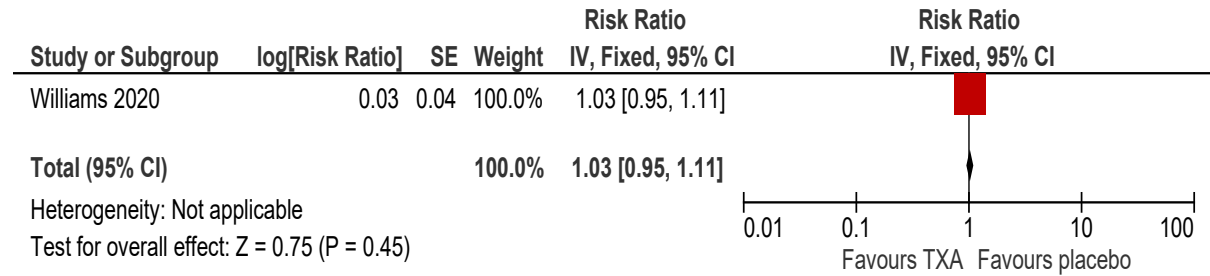 Risk Ratio Risk Ratio
Study or Subgroup log[Risk Ratio] SE Weight IV, Fixed, 95% CI IV, Fixed, 95% CI
Williams 2020 0.03 0.04 100.0% 1.03 [0.95, 1.11]
Total (95% CI) 100.0% 1.03 [0.95, 1.11]
Heterogeneity: Not applicable
Test for overall effect: Z = 0.75 (P = 0.45)
0.01 0.1 1 10 100
Favours TXA Favours placebo